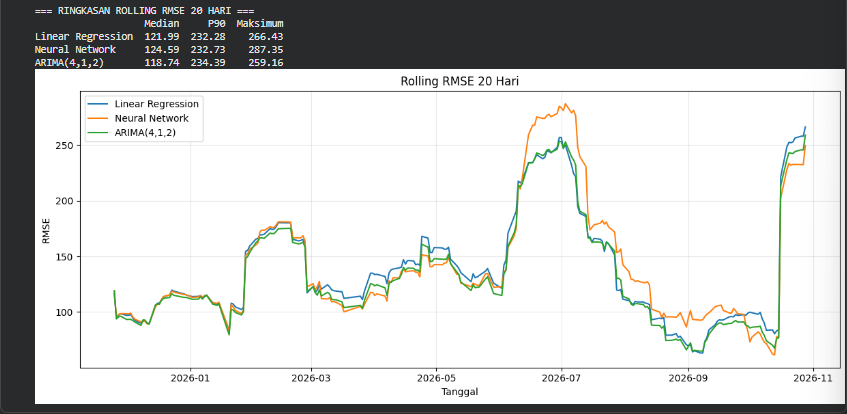 === RINGKASAN ROLLING RMSE 20 HARI ===
Median P90 Maksimum
Linear Regression 121.99 232.28 266.43
Neural Network 124.59 232.73 287.35
ARIMA(4,1,2) 118.74 234.39 259.16
Rolling RMSE 20 Hari
Linear Regression
Neural Network
ARIMA(4,1,2)
RMSE
250
200
150
100
2026-01 2026-03 2026-05 2026-07 2026-09 2026-11
Tanggal